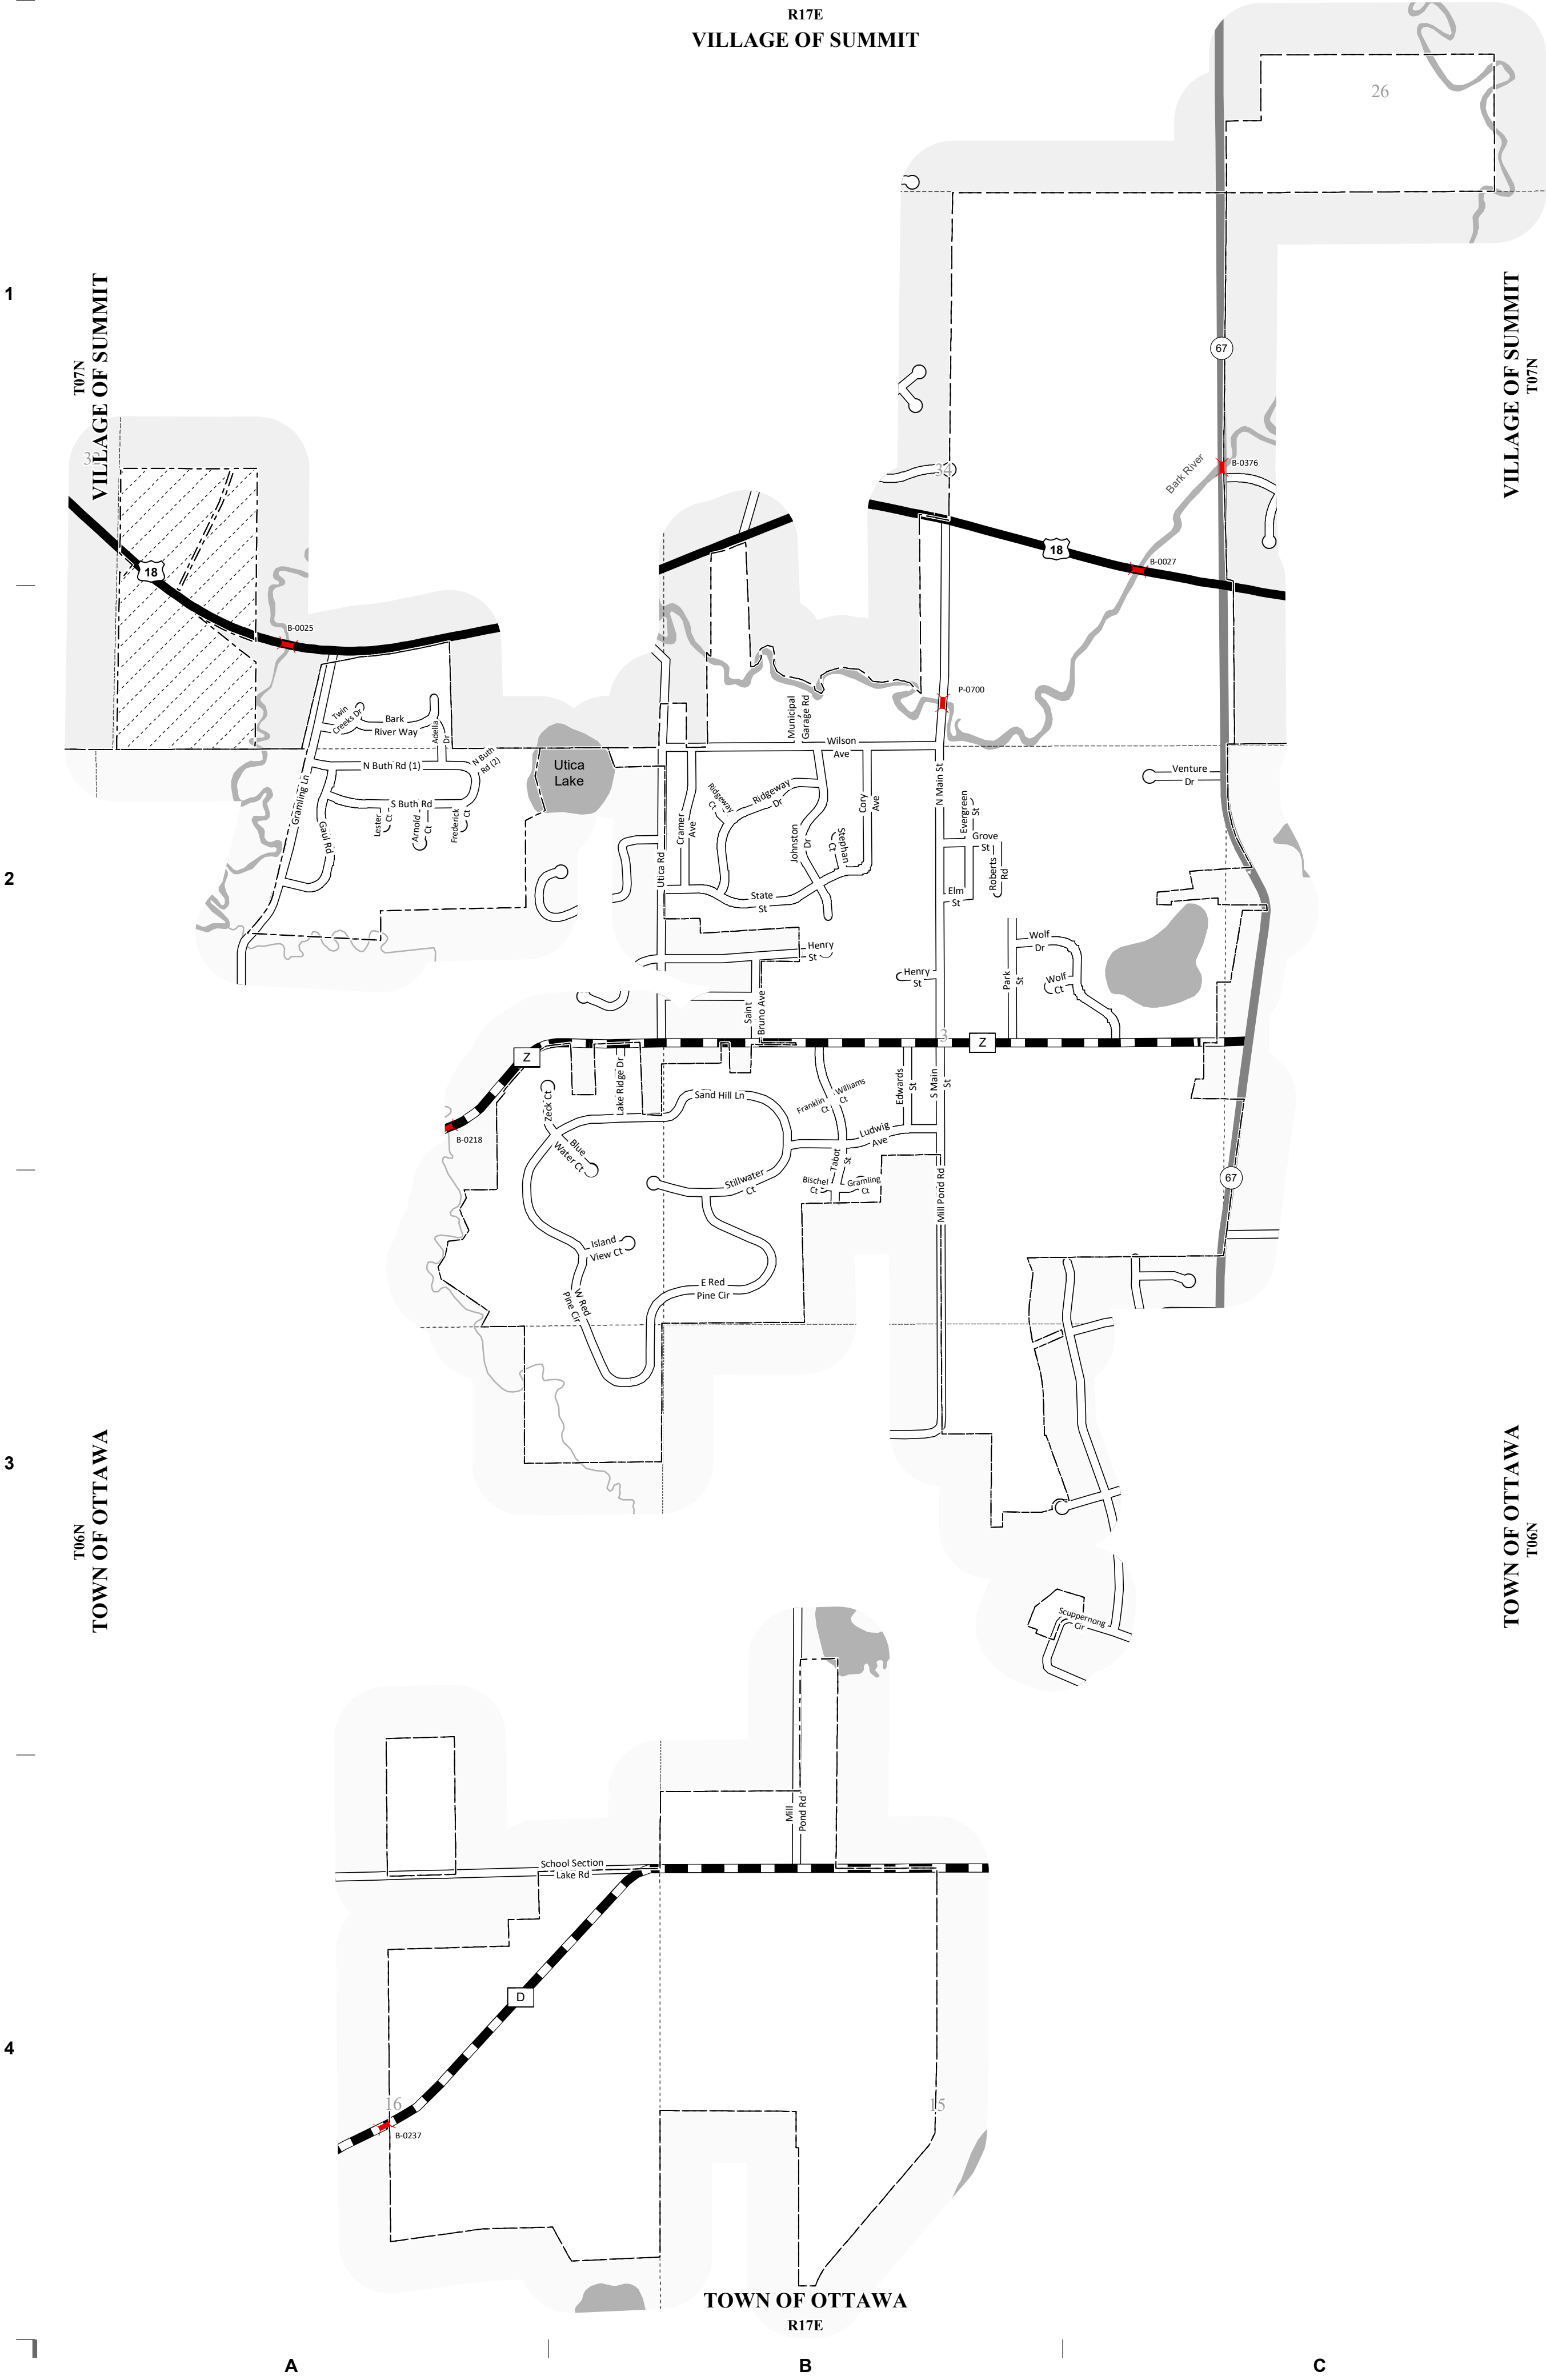 R17E
VILLAGE OF SUMMIT
26
1
T07N
VILLAGE OF SUMMIT
67
VILLAGE OF SUMMIT
T07N
34
Bark River
B-0376
18
B-0027
18
B-0025
P-0700
Twin
Creeks Dr
Bark
River Way
Adella
Dr
N Buth
Rd (2)
N Buth Rd (1)
S Buth Rd
Gramling Ln
Gaul Rd
Lester
Ct
Arnold
Ct
Frederick
Ct
Utica
Lake
Municipal
Garage Rd
Wilson
Ave
Utica Rd
Cramer
Ave
Ridgeway
Ct
Ridgeway
Dr
Johnston
Dr
Stephan
Ct
Cory
Ave
N Main St
Evergreen
St
Grove
St
Roberts
Rd
Elm
St
Venture
Dr
2
State
St
Henry
St
Henry
St
Wolf
Dr
Wolf
Ct
Park
St
Saint
Bruno Ave
3
Z
Z
B-0218
Zeck Ct
Lake Ridge Dr
Sand Hill Ln
Blue
Water Ct
Franklin
Ct
Williams
Ct
Edwards
St
S Main
St
Ludwig
Ave
Tabot
St
Bischel
Ct
Gramling
Ct
Stillwater
Ct
Mill Pond Rd
67
Island
View Ct
W Red
Pine Cir
E Red
Pine Cir
3
T06N
TOWN OF OTTAWA
TOWN OF OTTAWA
T06N
Scuppernong
Cir
Mill
Pond Rd
School Section
Lake Rd
D
4
16
15
B-0237
TOWN OF OTTAWA
R17E
A
B
C